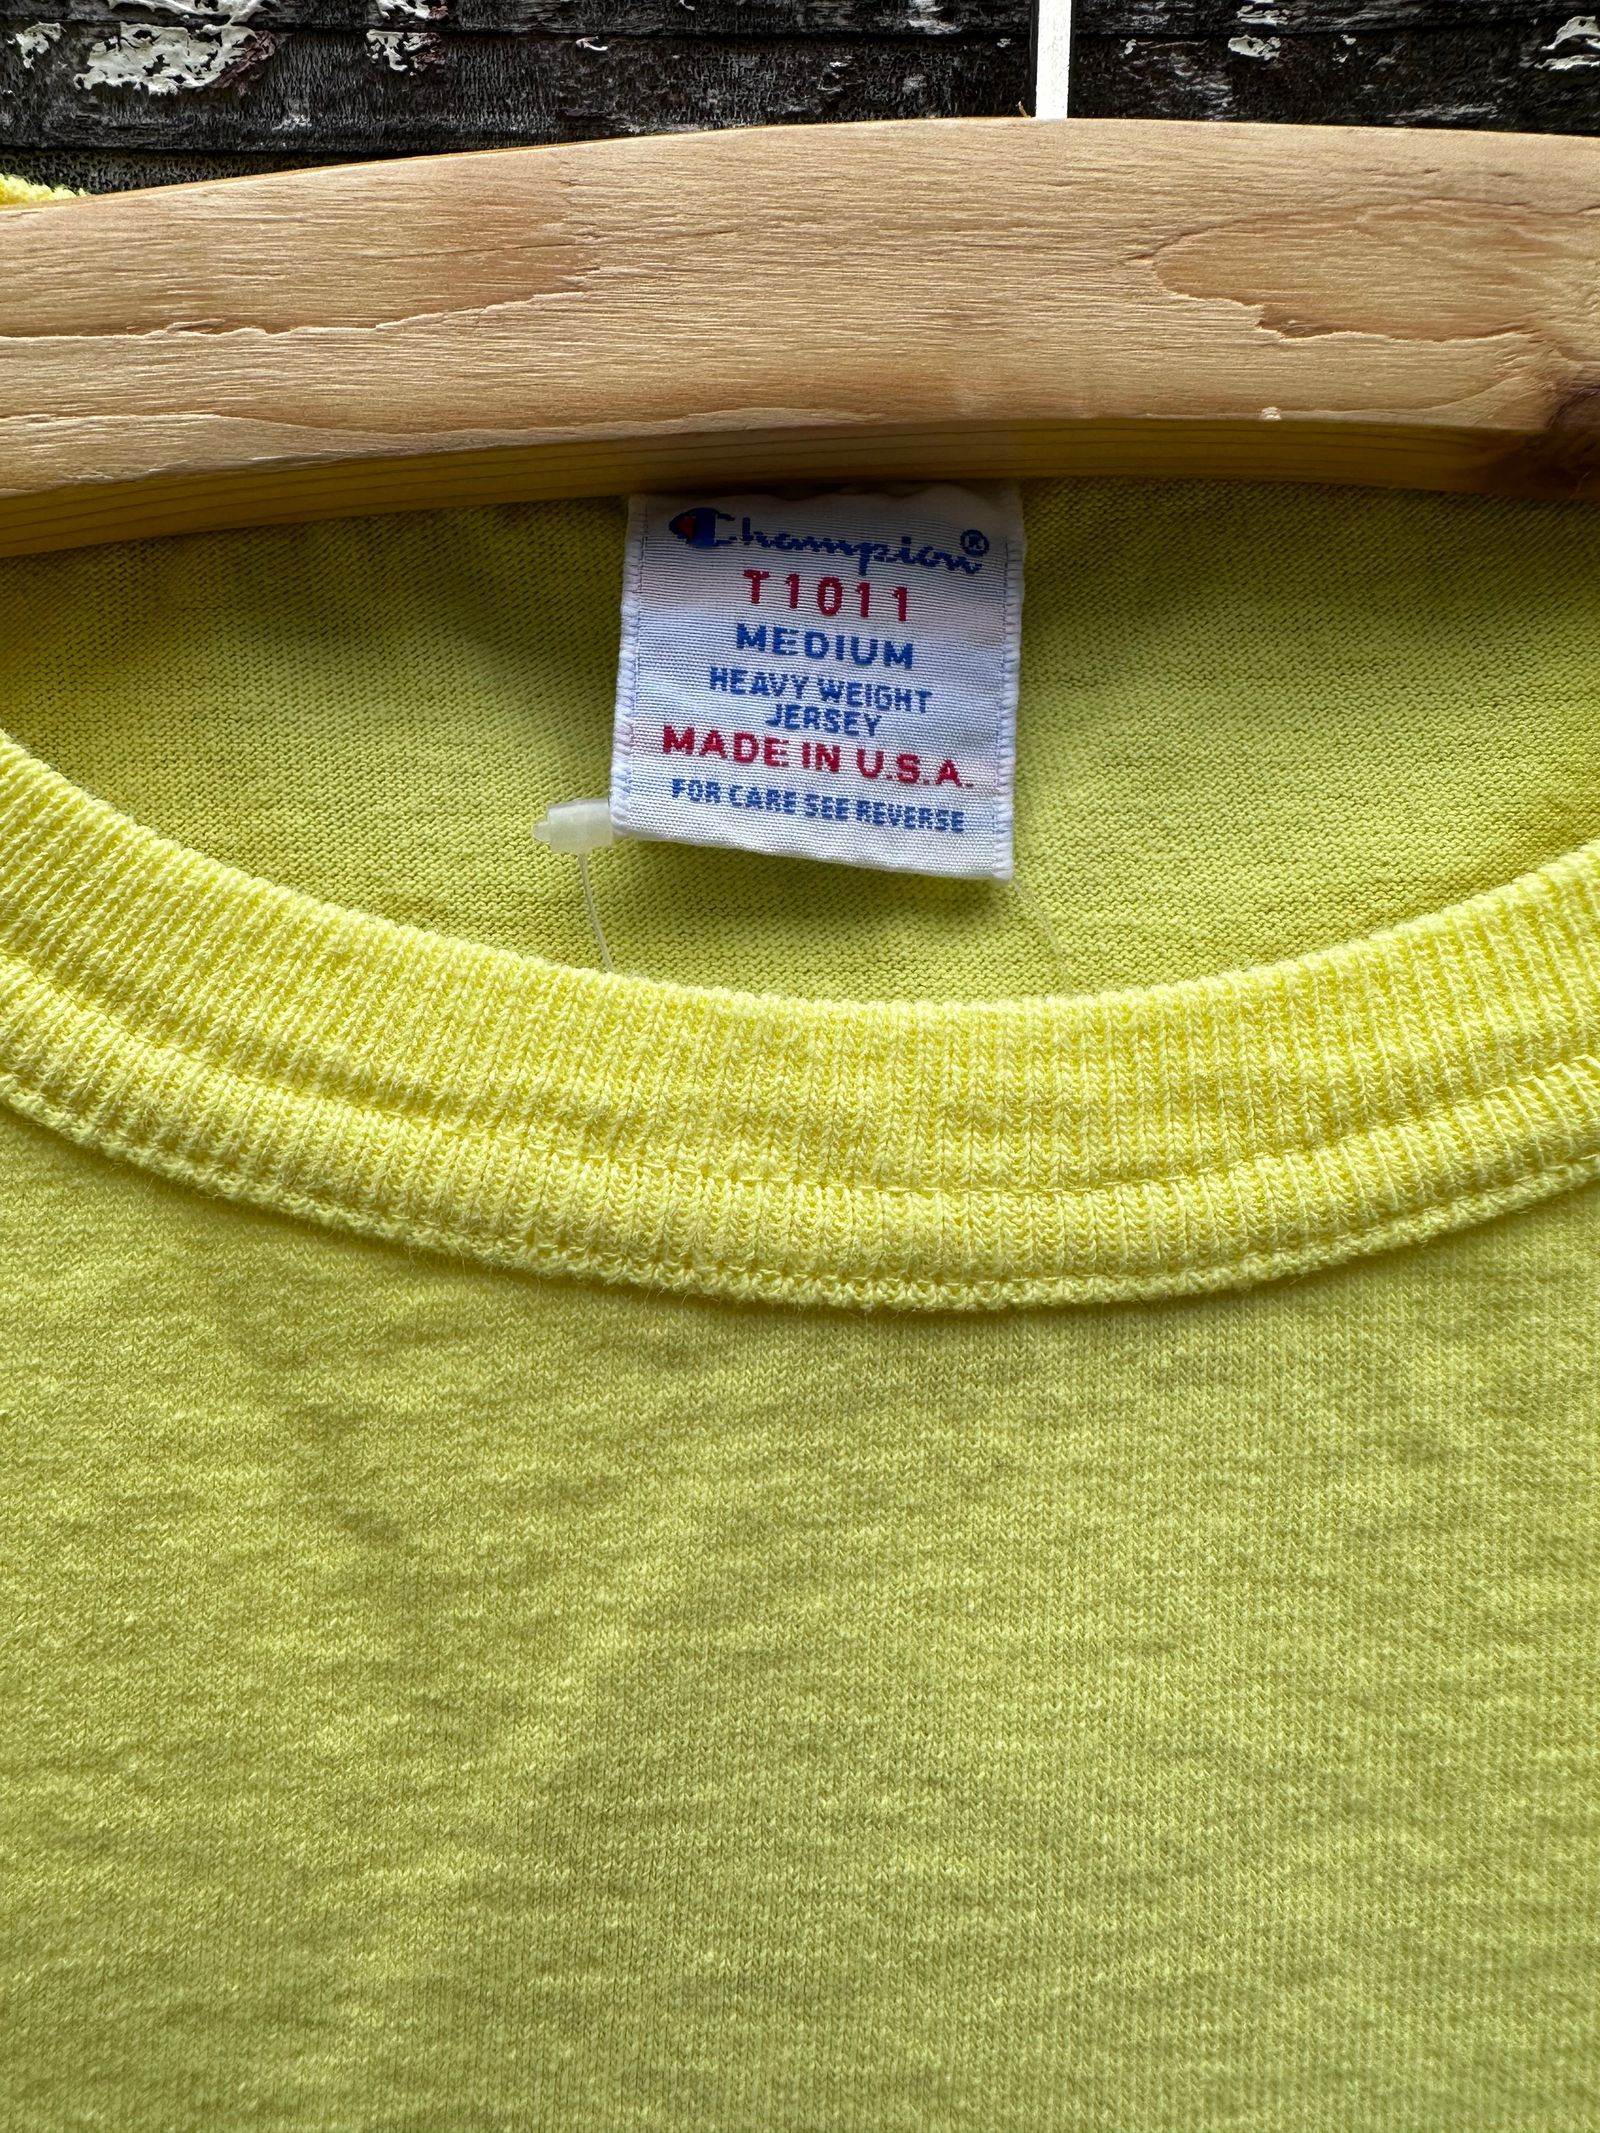 Champion®
T1011
MEDIUM
HEAVY WEIGHT
JERSEY
MADE IN U.S.A.
FOR CARE SEE REVERSE